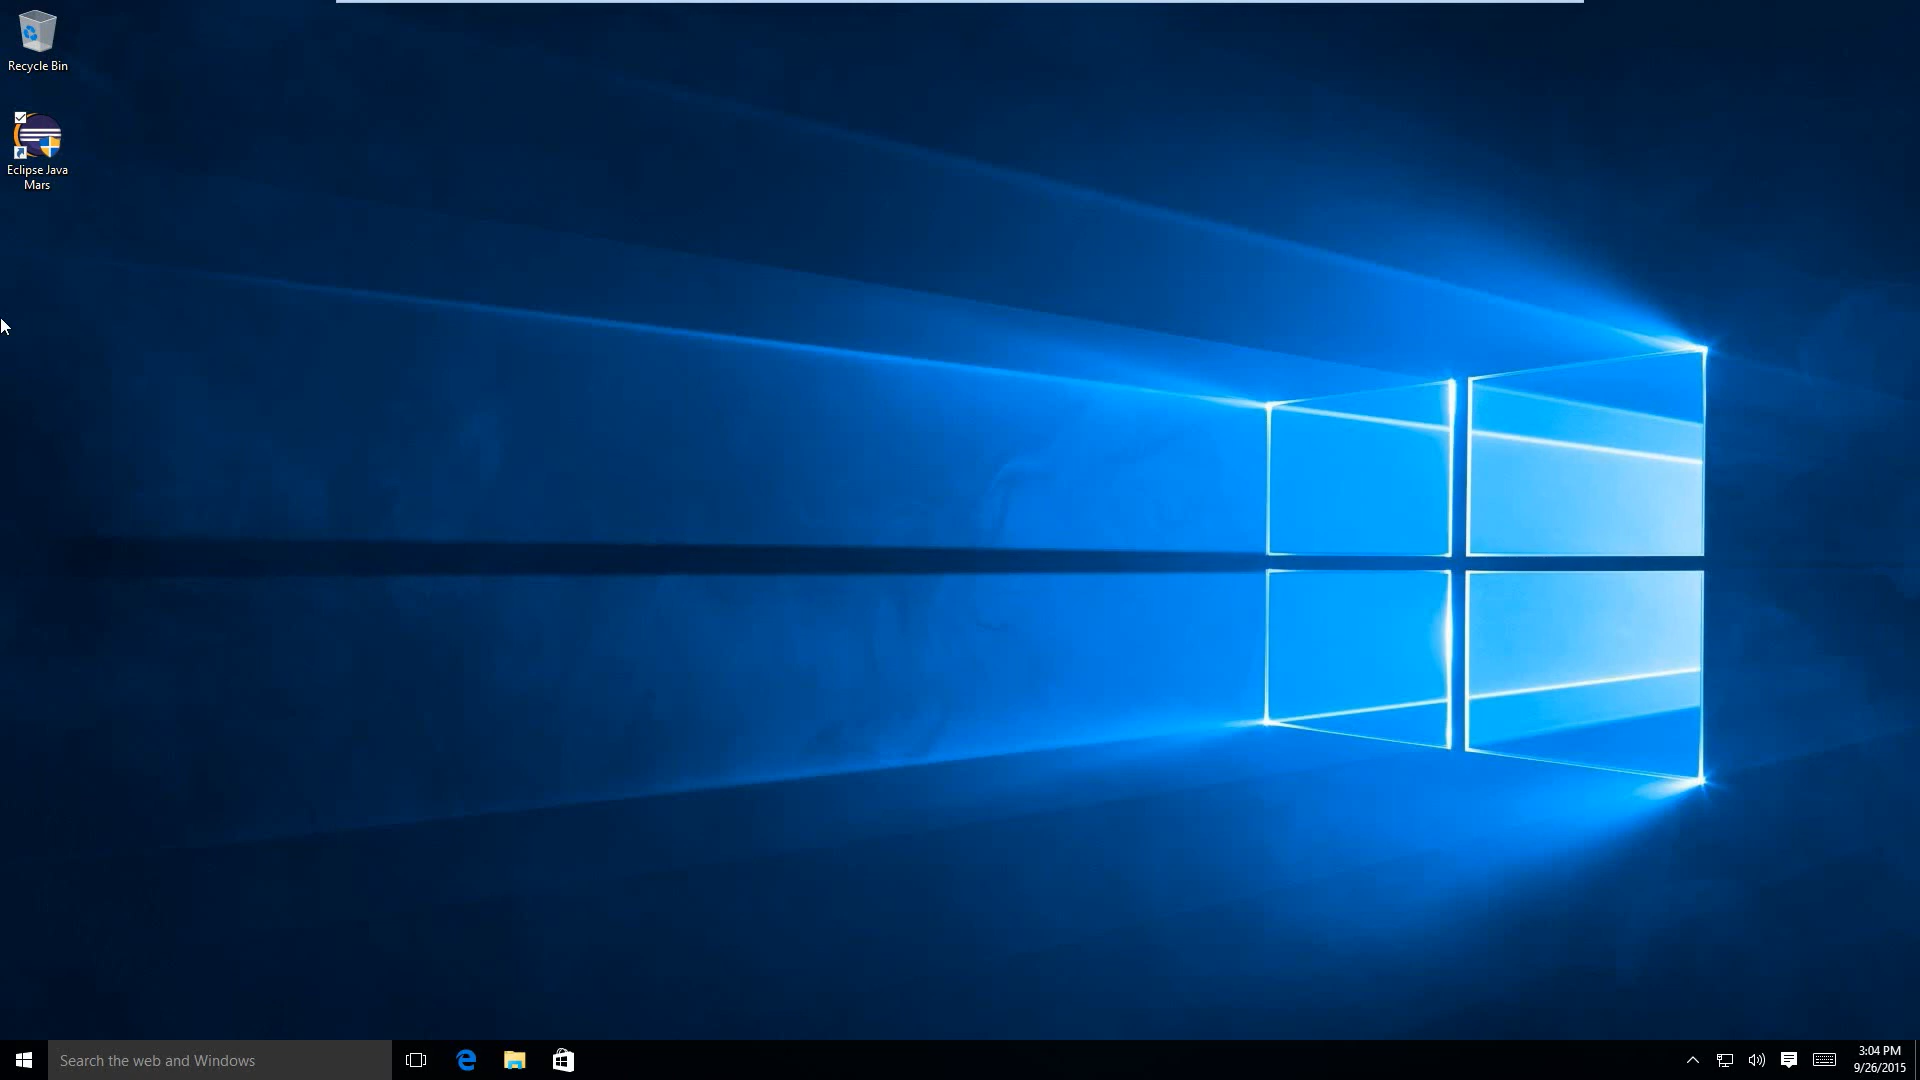 Recycle Bin
Eclipse Java
Mars
Search the web and Windows
3:04 PM
9/26/2015